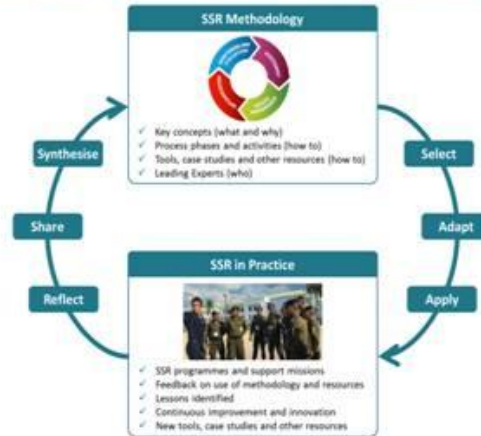 SSR Methodology
✓ Key concepts (what and why)
✓ Process phases and activities (how to)
✓ Tools, case studies and other resources (how to)
✓ Leading Experts (who)
Synthesise
Select
Share
Adapt
Reflect
Apply
SSR in Practice
✓ SSR programmes and support missions
✓ Feedback on use of methodology and resources
✓ Lessons identified
✓ Continuous improvement and innovation
✓ New tools, case studies and other resources